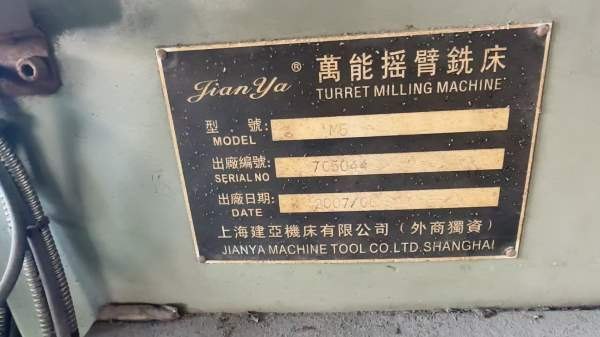 JianYa ® 萬能摇臂銑床
TURRET MILLING MACHINE
型 號:
MODEL
出廠編號:
SERIAL NO
出廠日期:
DATE
上海建亞機床有限公司（外商獨資）
JIANYA MACHINE TOOL CO.LTD.SHANGHAI